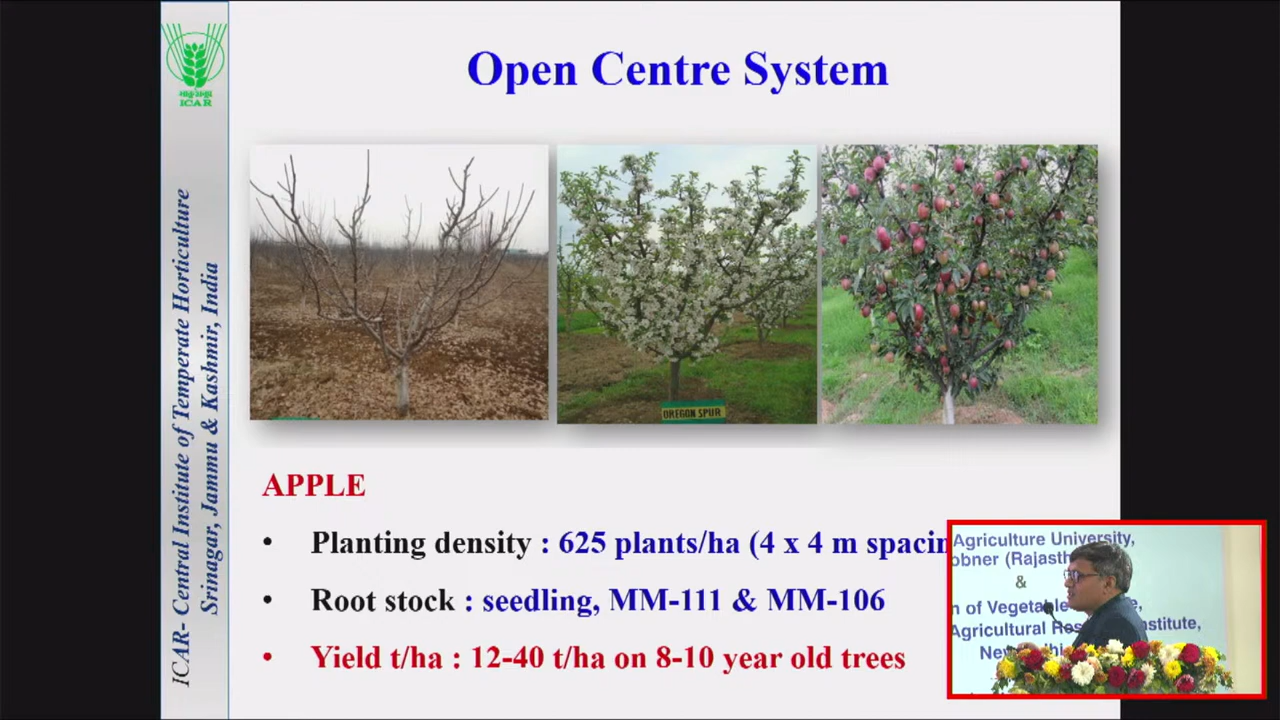 Open Centre System
ICAR
ICAR- Central Institute of Temperate Horticulture
Srinagar, Jammu & Kashmir, India
OREGON SPUR
APPLE
• Planting density : 625 plants/ha (4 x 4 m spacin
• Root stock : seedling, MM-111 & MM-106
• Yield t/ha : 12-40 t/ha on 8-10 year old trees
Agriculture University,
obner (Rajasth
&
n of Vegetable
Agricultural Res stitute,
New